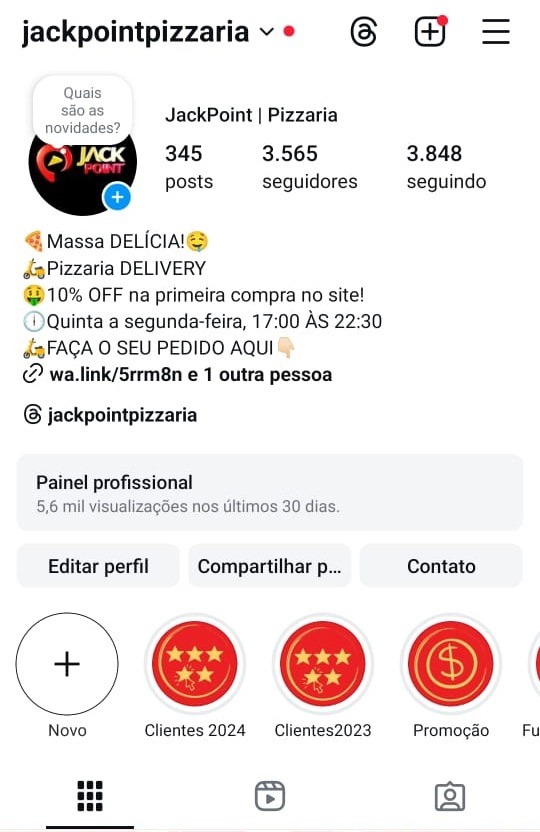 jackpointpizzaria
Quais
são as
novidades?
JACK
POINT
JackPoint | Pizzaria
345
posts
3.565
seguidores
3.848
seguindo
🍕Massa DELÍCIA!🤤
🛵Pizzaria DELIVERY
🤑10% OFF na primeira compra no site!
🕛Quinta a segunda-feira, 17:00 ÀS 22:30
🛵FAÇA O SEU PEDIDO AQUI👇🏻
wa.link/5rrm8n e 1 outra pessoa
jackpointpizzaria
Painel profissional
5,6 mil visualizações nos últimos 30 dias.
Editar perfil
Compartilhar p...
Contato
Novo
Clientes 2024
Clientes2023
Promoção
Fu